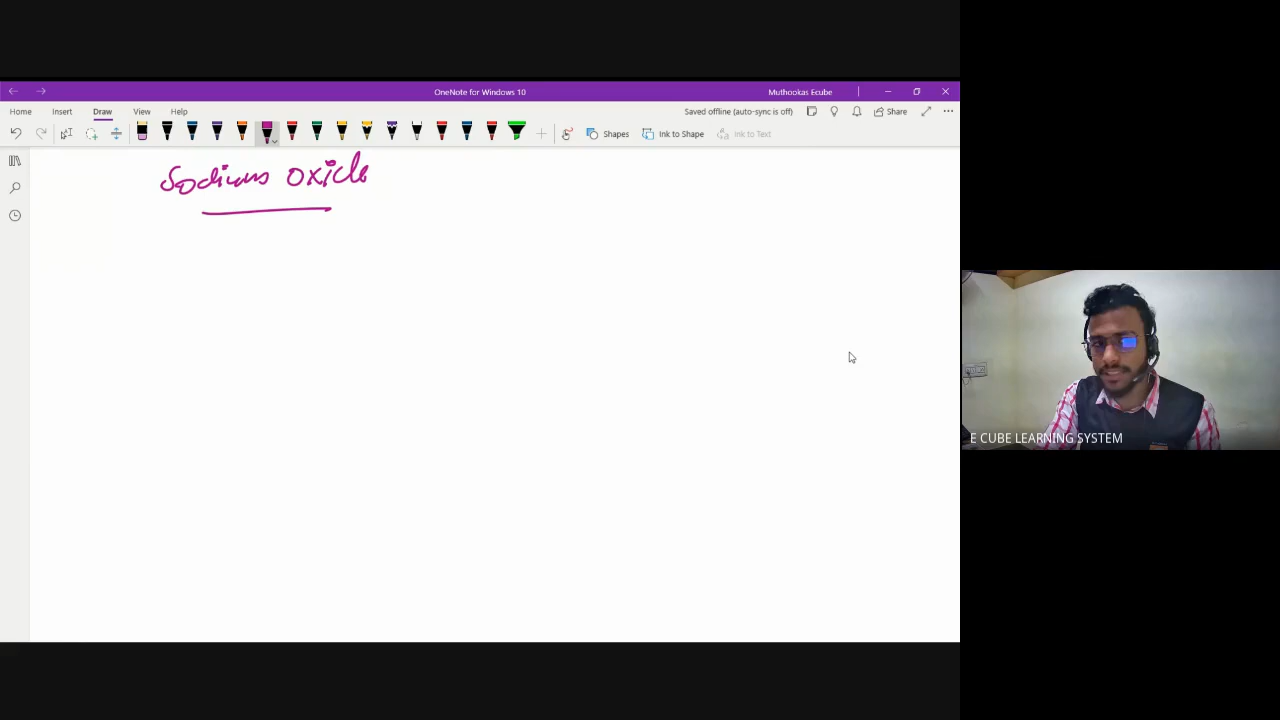 OneNote for Windows 10
Muthookas Ecube
Home Insert Draw View Help
Saved offline (auto-sync is off)
Share
Shapes
Ink to Shape
Ink to Text
Sodium oxide
E CUBE LEARNING SYSTEM